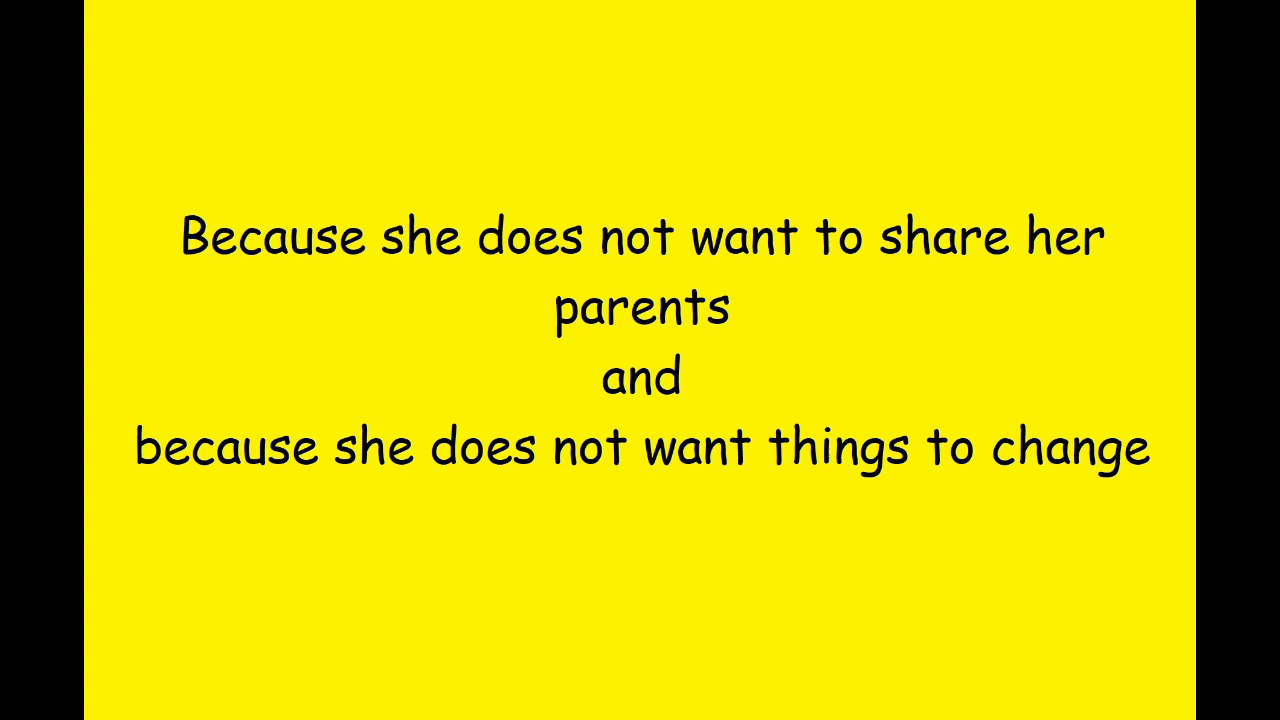 Because she does not want to share her
parents
and
because she does not want things to change